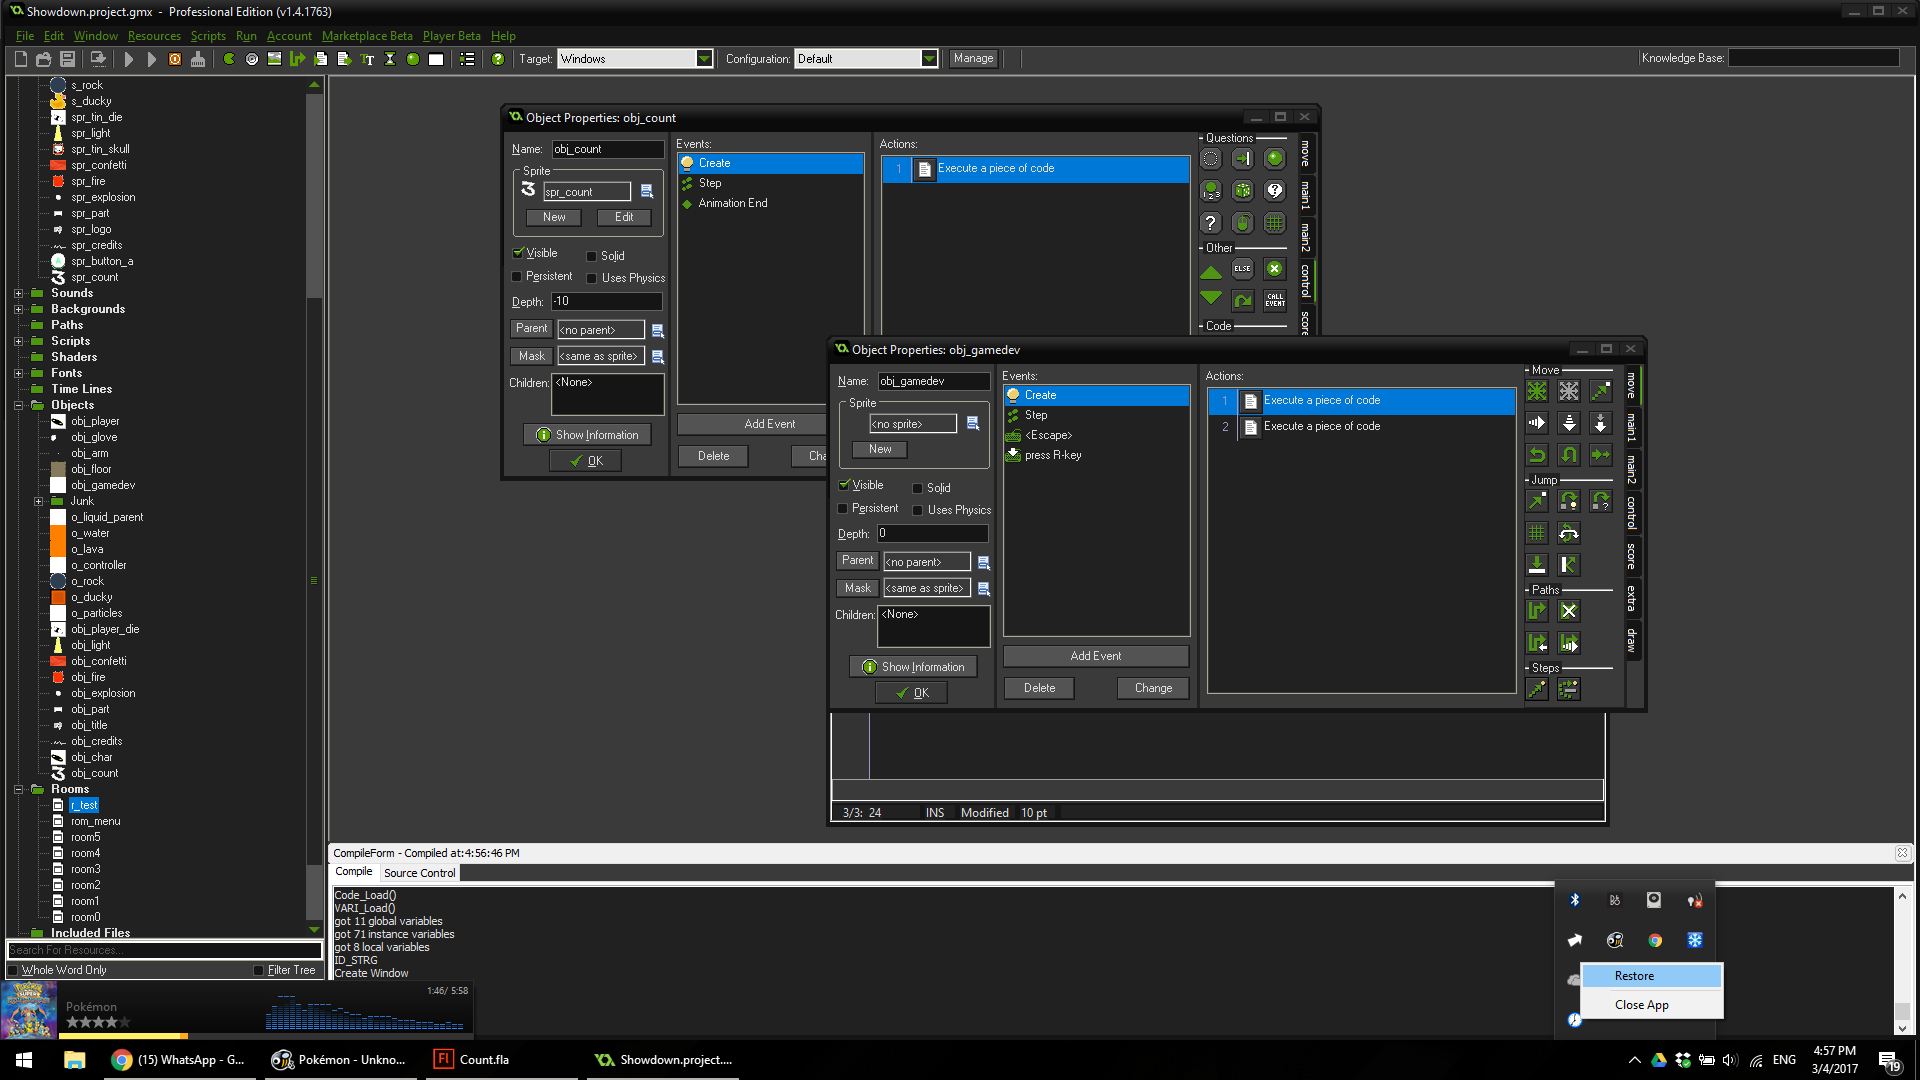 Showdown.project.gmx - Professional Edition (v1.4.1763)
File Edit Window Resources Scripts Run Account Marketplace Beta Player Beta Help
Target: Windows Configuration: Default Manage Knowledge Base:
s_rock
s_ducky
spr_tin_die
spr_light
spr_tin_skull
spr_confetti
spr_fire
spr_explosion
spr_part
spr_logo
spr_credits
spr_button_a
spr_count
Sounds
Backgrounds
Paths
Scripts
Shaders
Fonts
Time Lines
Objects
obj_player
obj_glove
obj_arm
obj_floor
obj_gamedev
Junk
o_liquid_parent
o_water
o_lava
o_controller
o_rock
o_ducky
o_particles
obj_player_die
obj_light
obj_confetti
obj_fire
obj_explosion
obj_part
obj_title
obj_credits
obj_char
obj_count
Rooms
r_test
rom_menu
room5
room4
room3
room2
room1
room0
Included Files
Search For Resources...
Whole Word Only Filter Tree
Object Properties: obj_count
Name: obj_count
Sprite
spr_count
New Edit
Visible Solid
Persistent Uses Physics
Depth: -10
Parent <no parent>
Mask <same as sprite>
Children: <None>
Show Information
OK
Events:
Create
Step
Animation End
Add Event
Delete Cha
Actions:
1 Execute a piece of code
Questions
Other
ELSE
CALL EVENT
Code
move
main1
main2
control
score
Object Properties: obj_gamedev
Name: obj_gamedev
Sprite
<no sprite>
New
Visible Solid
Persistent Uses Physics
Depth: 0
Parent <no parent>
Mask <same as sprite>
Children: <None>
Show Information
OK
Events:
Create
Step
<Escape>
press R-key
Add Event
Delete Change
Actions:
1 Execute a piece of code
2 Execute a piece of code
Move
Jump
Paths
Steps
move
main1
main2
control
score
extra
draw
3/3: 24 INS Modified 10 pt
CompileForm - Compiled at:4:56:46 PM
Compile Source Control
Code_Load()
VARI_Load()
got 11 global variables
got 71 instance variables
got 8 local variables
ID_STRG
Create Window
Restore
Close App
1:46/ 5:58
Pokémon
(15) WhatsApp - G...
Pokémon - Unkno...
Count.fla
Showdown.project....
ENG
4:57 PM
3/4/2017
19